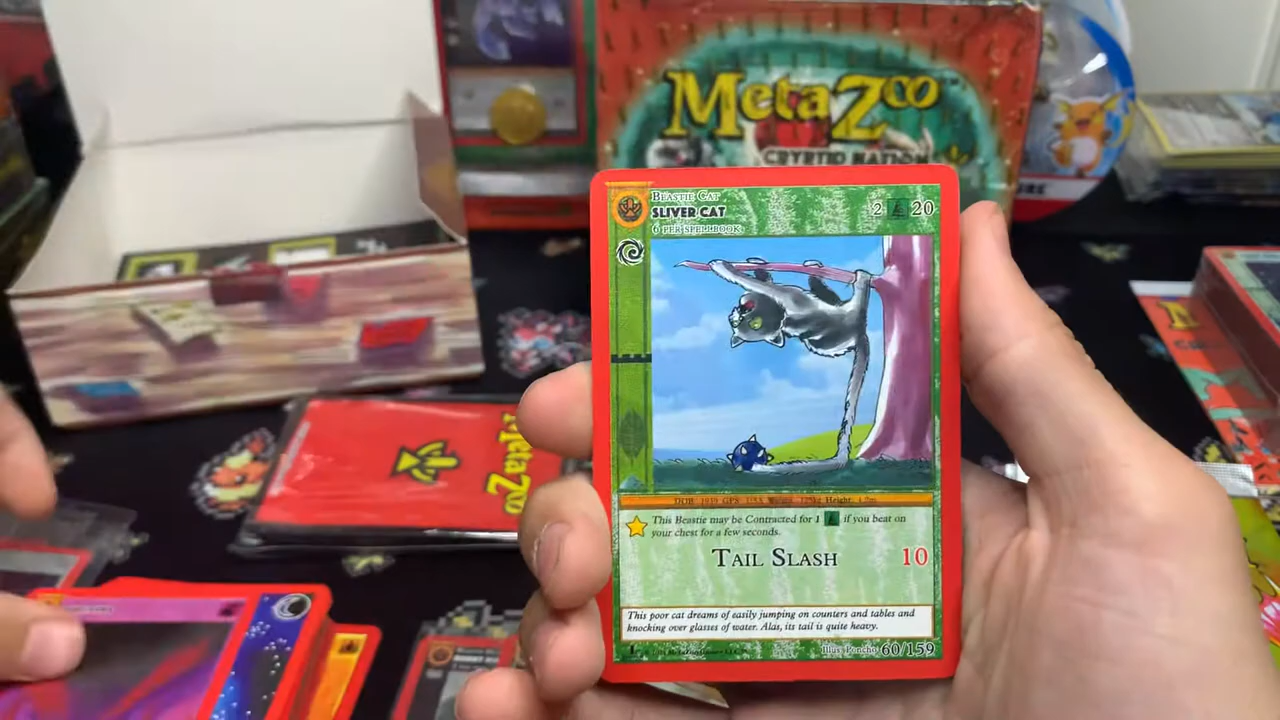 MetaZoo
CRYPTID NATION
BEASTIE CAT
SLIVER CAT
6 PER SPELLBOOK
2 20
This Beastie may be Contracted for 1 if you beat on
your chest for a few seconds.
TAIL SLASH 10
This poor cat dreams of easily jumping on counters and tables and
knocking over glasses of water. Alas, its tail is quite heavy.
60/159
MetaZoo